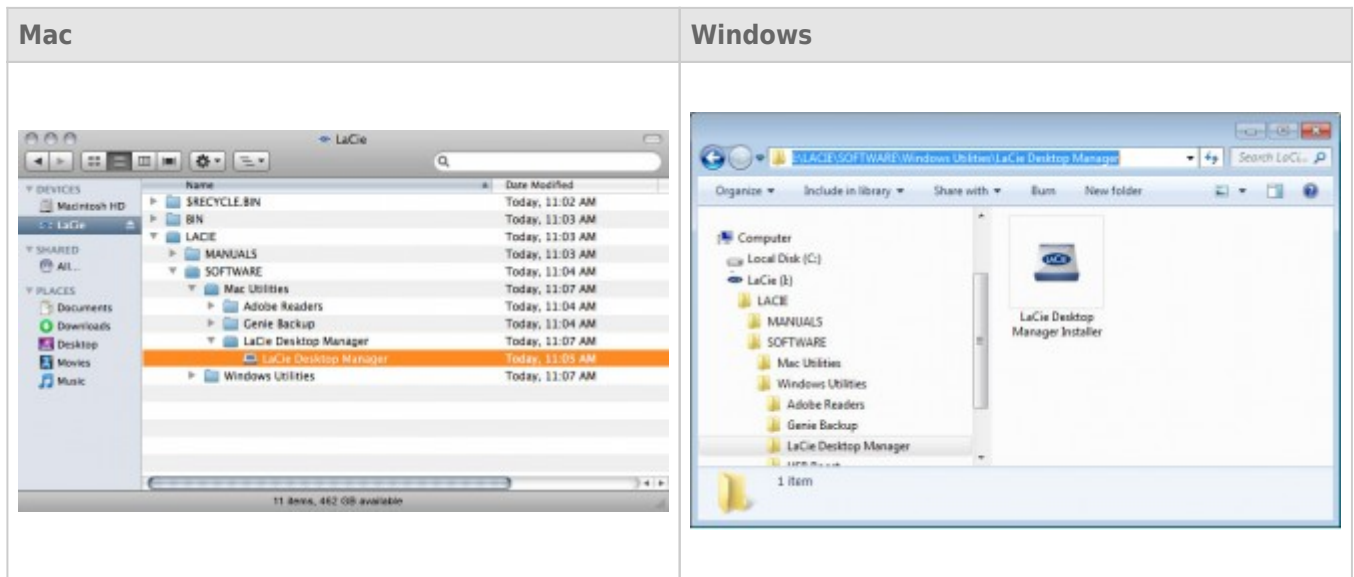 Mac
Windows
LaCie
DEVICES
Macintosh HD
LaCie
SHARED
All...
PLACES
Documents
Downloads
Desktop
Movies
Music
Name Date Modified
$RECYCLE.BIN Today, 11:02 AM
BIN Today, 11:03 AM
LACIE Today, 11:03 AM
MANUALS Today, 11:03 AM
SOFTWARE Today, 11:04 AM
Mac Utilities Today, 11:07 AM
Adobe Readers Today, 11:04 AM
Genie Backup Today, 11:04 AM
LaCie Desktop Manager Today, 11:07 AM
LaCie Desktop Manager Today, 11:05 AM
Windows Utilities Today, 11:07 AM
11 items, 462 GB available
\LACIE\SOFTWARE\Windows Utilities\LaCie Desktop Manager
Search LaCi...
Organize Include in library Share with Burn New folder
Computer
Local Disk (C:)
LaCie
LACIE
MANUALS
SOFTWARE
Mac Utilities
Windows Utilities
Adobe Readers
Genie Backup
LaCie Desktop Manager
LACIE
LaCie Desktop
Manager Installer
1 item